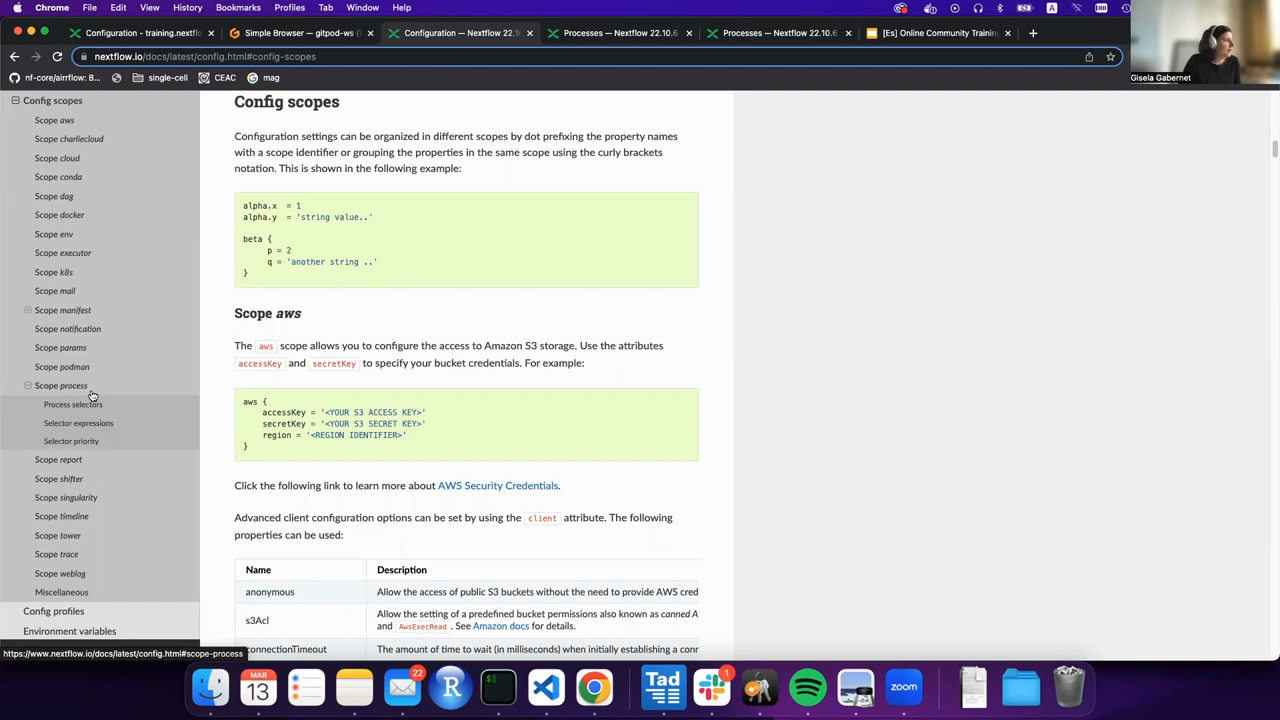 Chrome File Edit View History Bookmarks Profiles Tab Window Help
A
Configuration - training.nextfl
Simple Browser — gitpod-ws (
Configuration — Nextflow 22.1
Processes — Nextflow 22.10.6
Processes — Nextflow 22.10.6
[Es] Online Community Trainin
nextflow.io/docs/latest/config.html#config-scopes
nf-core/airrflow: B...
single-cell
CEAC
mag
Gisela Gabernet
Config scopes
Scope aws
Scope charliecloud
Scope cloud
Scope conda
Scope dag
Scope docker
Scope env
Scope executor
Scope k8s
Scope mail
Scope manifest
Scope notification
Scope params
Scope podman
Scope process
Process selectors
Selector expressions
Selector priority
Scope report
Scope shifter
Scope singularity
Scope timeline
Scope tower
Scope trace
Scope weblog
Miscellaneous
Config profiles
Environment variables
https://www.nextflow.io/docs/latest/config.html#scope-process
Config scopes
Configuration settings can be organized in different scopes by dot prefixing the property names
with a scope identifier or grouping the properties in the same scope using the curly brackets
notation. This is shown in the following example:
alpha.x = 1
alpha.y = 'string value..'
beta {
p = 2
q = 'another string ..'
}
Scope aws
The aws scope allows you to configure the access to Amazon S3 storage. Use the attributes
accessKey and secretKey to specify your bucket credentials. For example:
aws {
accessKey = '<YOUR S3 ACCESS KEY>'
secretKey = '<YOUR S3 SECRET KEY>'
region = '<REGION IDENTIFIER>'
}
Click the following link to learn more about AWS Security Credentials.
Advanced client configuration options can be set by using the client attribute. The following
properties can be used:
Name Description
anonymous Allow the access of public S3 buckets without the need to provide AWS cred
s3Acl Allow the setting of a predefined bucket permissions also known as canned A
and AwsExecRead . See Amazon docs for details.
connectionTimeout The amount of time to wait (in milliseconds) when initially establishing a conr
MAR
13
22
R
$
Tad
1
zoom